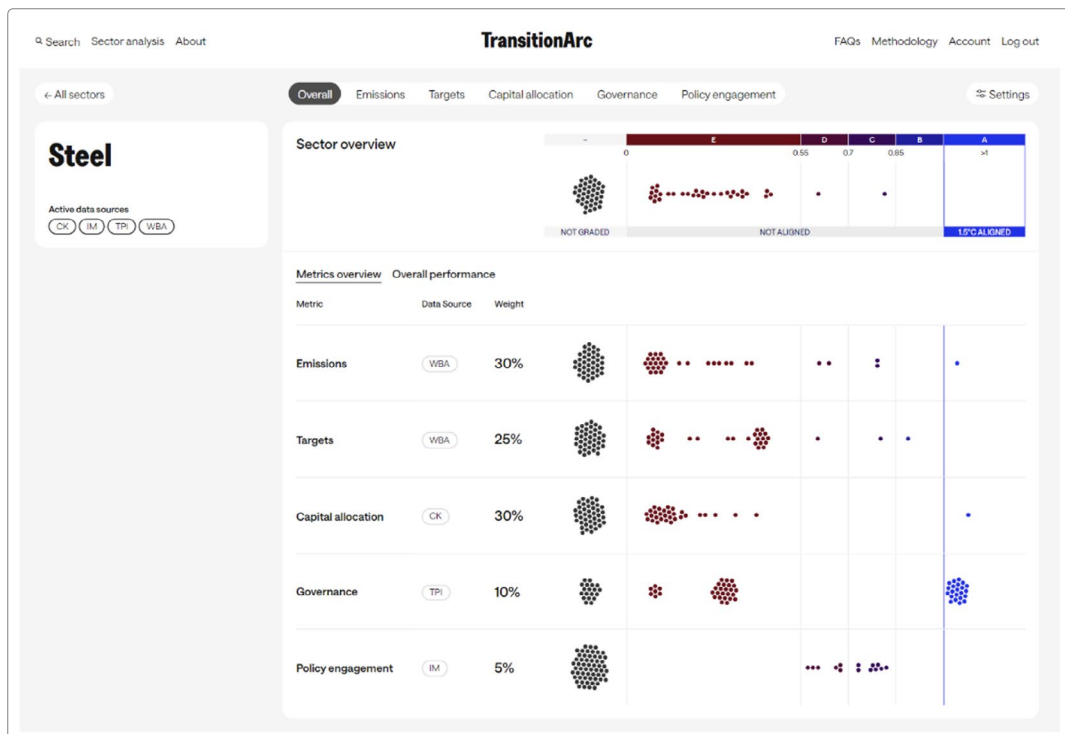 Search Sector analysis About
TransitionArc
FAQs Methodology Account Log out
← All sectors
Overall Emissions Targets Capital allocation Governance Policy engagement
Settings
Steel
Active data sources
CK IM TPI WBA
Sector overview
– E D C B A
0 0.55 0.7 0.85 >1
NOT GRADED NOT ALIGNED 1.5°C ALIGNED
Metrics overview Overall performance
Metric Data Source Weight
Emissions WBA 30%
Targets WBA 25%
Capital allocation CK 30%
Governance TPI 10%
Policy engagement IM 5%